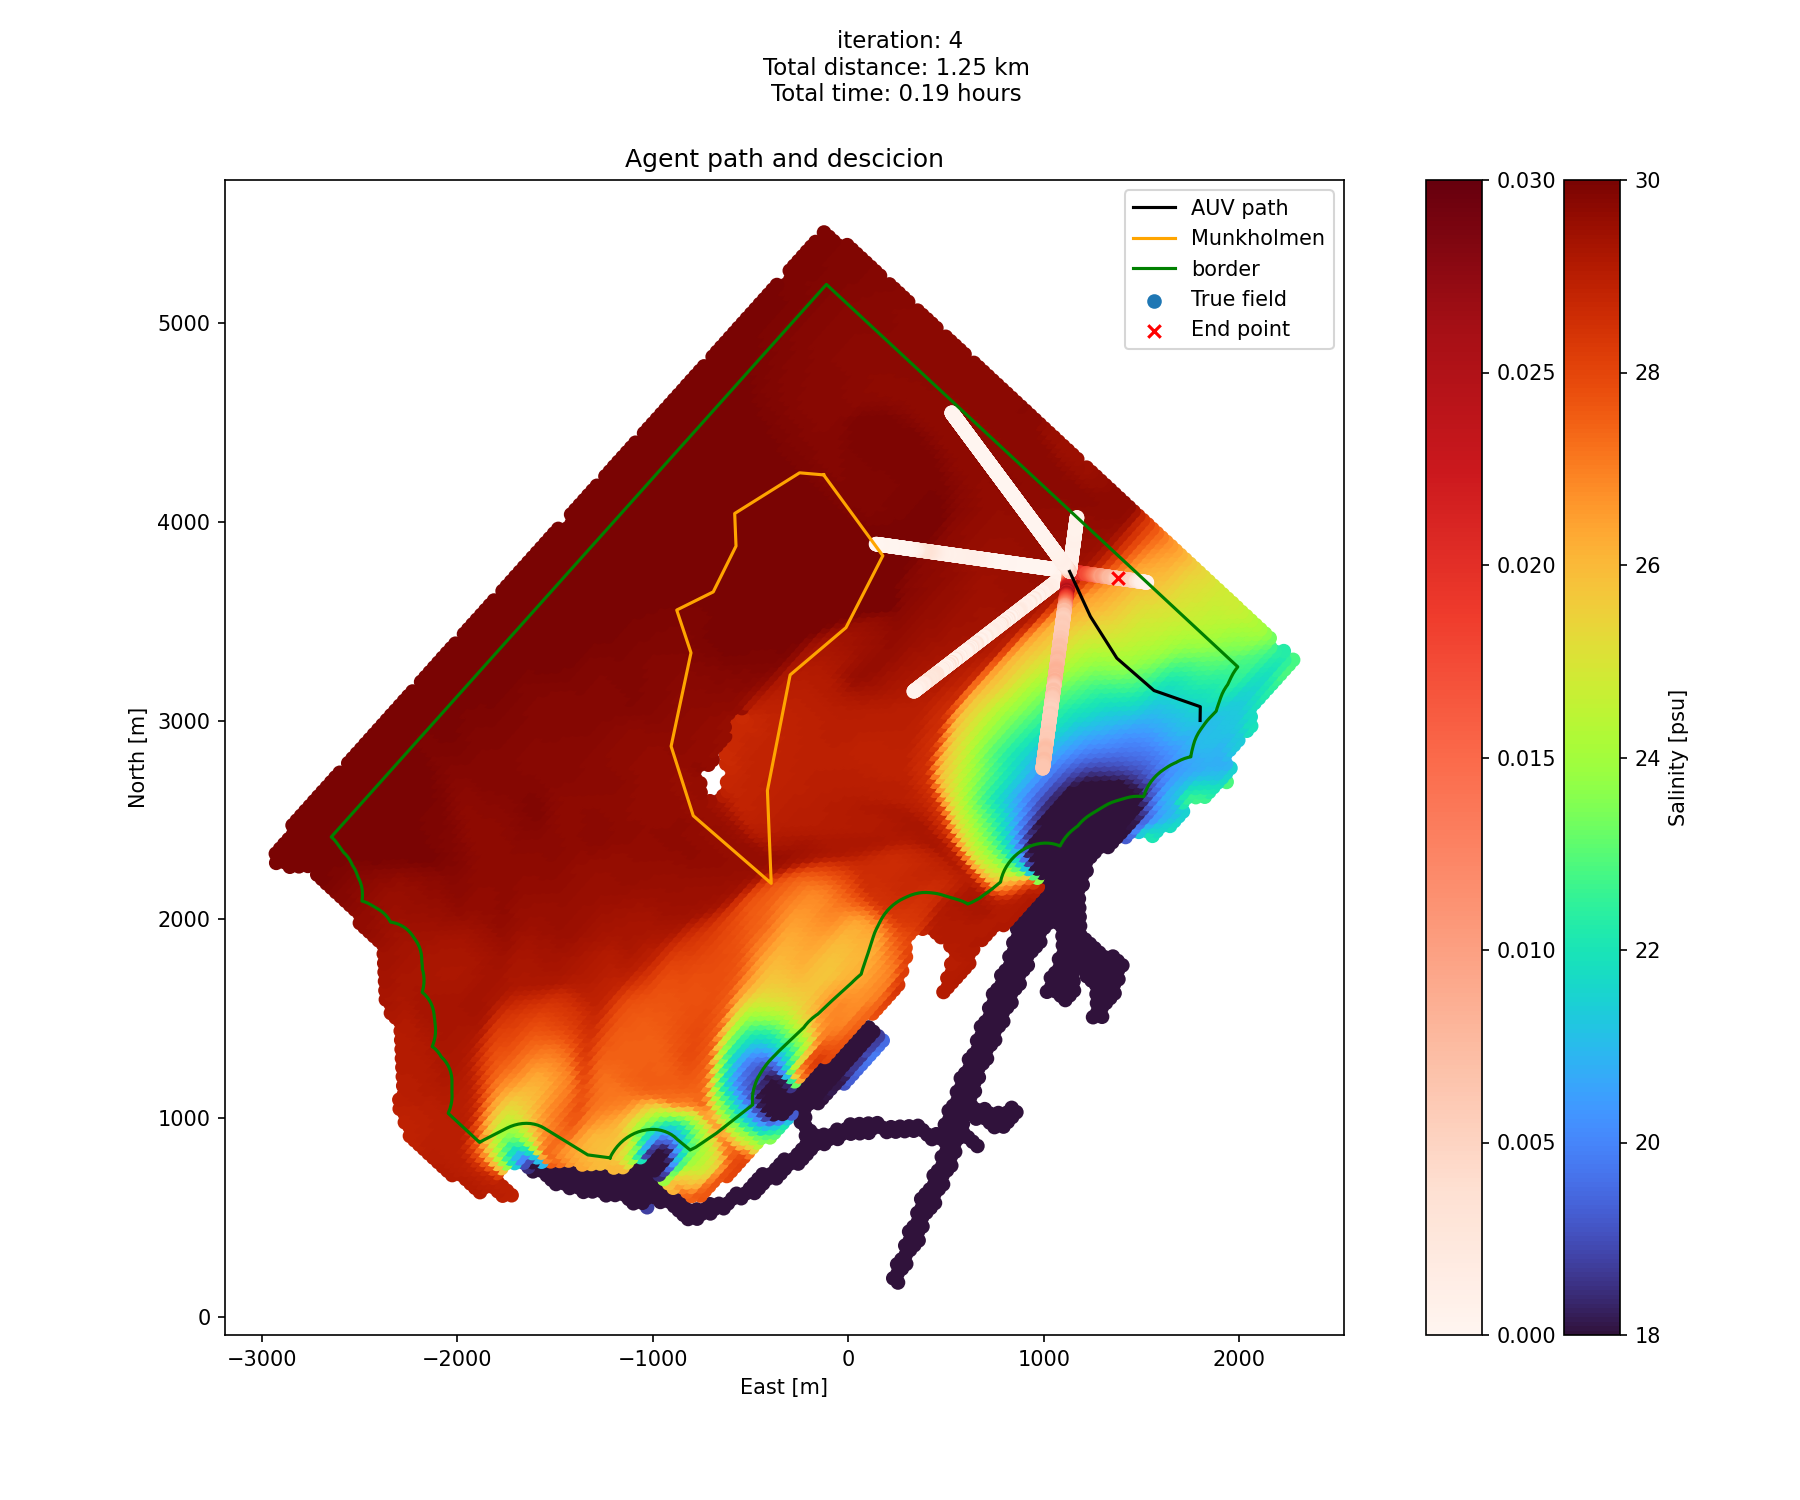 iteration: 4
Total distance: 1.25 km
Total time: 0.19 hours
Agent path and descicion
AUV path
Munkholmen
border
True field
End point
5000
4000
3000
2000
1000
0
North [m]
−3000
−2000
−1000
0
1000
2000
East [m]
0.030
0.025
0.020
0.015
0.010
0.005
0.000
30
28
26
24
22
20
18
Salinity [psu]